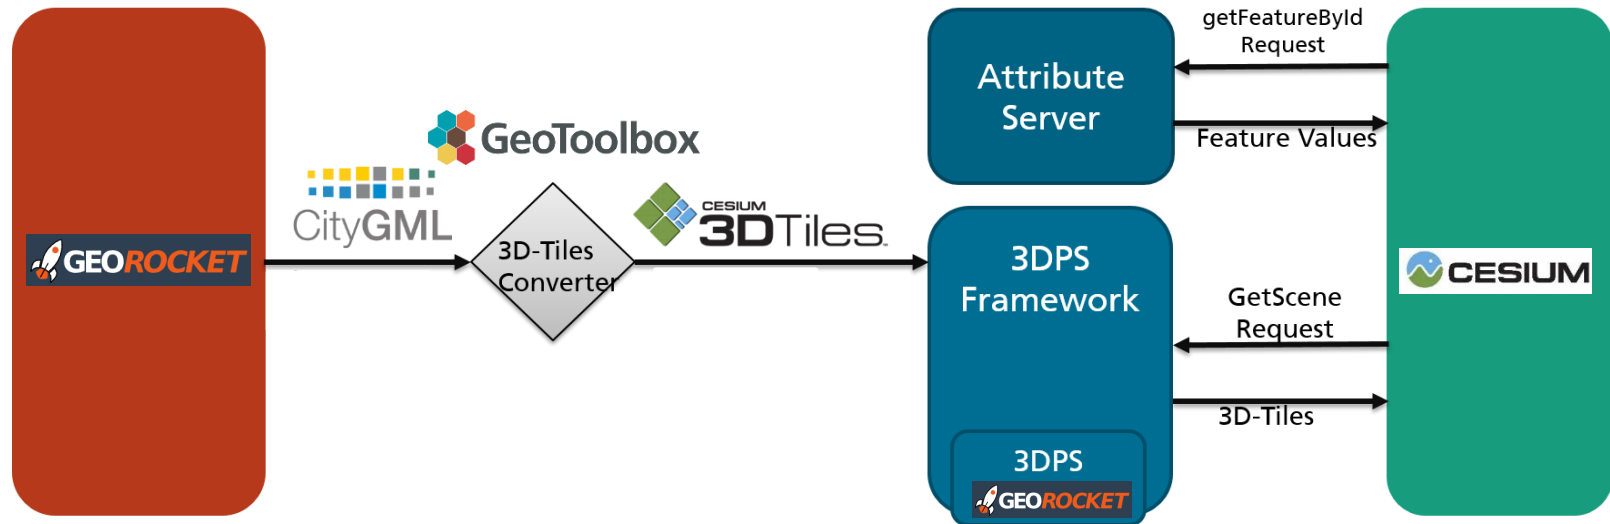 GEOROCKET
GeoToolbox
CityGML
3D-Tiles
Converter
CESIUM
3DTiles
Attribute
Server
getFeatureById
Request
Feature Values
3DPS
Framework
GetScene
Request
3D-Tiles
3DPS
GEOROCKET
CESIUM